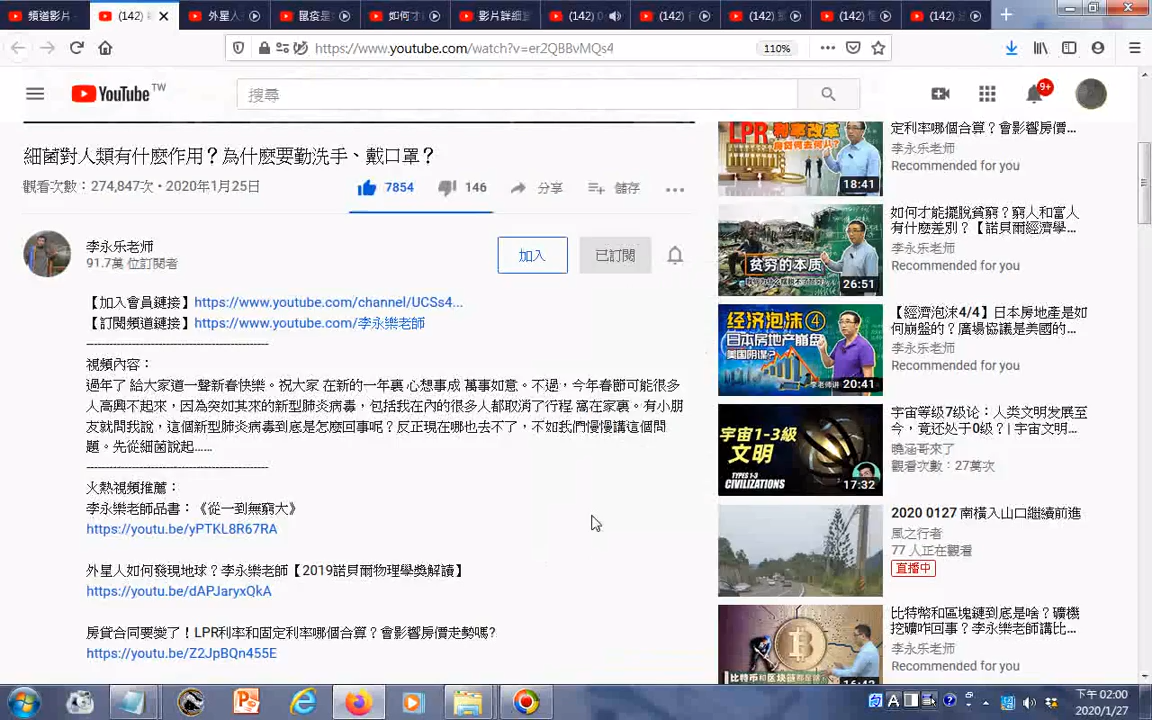 頻道影片
(142)
外星人
鼠疫是
如何才
影片詳細
(142)
(142)
(142)
(142)
(142)
https://www.youtube.com/watch?v=er2QBBvMQs4
110%
YouTube TW
搜尋
9+
細菌對人類有什麼作用？為什麼要勤洗手、戴口罩？
觀看次數：274,847次 • 2020年1月25日
7854
146
分享
儲存
李永乐老师
91.7萬 位訂閱者
加入
已訂閱
【加入會員鏈接】https://www.youtube.com/channel/UCSs4...
【訂閱頻道鏈接】https://www.youtube.com/李永樂老師
----------------------------------------------
視頻內容：
過年了 給大家道一聲新春快樂。祝大家 在新的一年裏 心想事成 萬事如意。不過，今年春節可能很多
人高興不起來，因為突如其來的新型肺炎病毒，包括我在內的很多人都取消了行程 窩在家裏。有小朋
友就問我說，這個新型肺炎病毒到底是怎麼回事呢？反正現在哪也去不了，不如我們慢慢講這個問
題。先從細菌說起......
----------------------------------------------
火熱視頻推薦：
李永樂老師品書：《從一到無窮大》
https://youtu.be/yPTKL8R67RA
外星人如何發現地球？李永樂老師【2019諾貝爾物理學獎解讀】
https://youtu.be/dAPJaryxQkA
房貸合同要變了！LPR利率和固定利率哪個合算？會影響房價走勢嗎?
https://youtu.be/Z2JpBQn455E
LPR 利率改革
房貸何去何从?
18:41
定利率哪個合算？會影響房價...
李永乐老师
Recommended for you
贫穷的本质
26:51
如何才能擺脫貧窮？窮人和富人
有什麼差別？【諾貝爾經濟學...
李永乐老师
Recommended for you
经济泡沫④
日本房地产崩盘
美国阴谋?
李老师讲
20:41
【經濟泡沫4/4】日本房地產是如
何崩盤的？廣場協議是美國的...
李永乐老师
Recommended for you
宇宙1-3級
文明
TYPES 1-3
CIVILIZATIONS
17:32
宇宙等级7级论：人类文明发展至
今，竟还处于0级？| 宇宙文明...
曉涵哥來了
觀看次數：27萬次
2020 0127 南橫入山口繼續前進
風之行者
77 人正在觀看
直播中
比特币和区块链
比特幣和區塊鏈到底是啥？礦機
挖礦咋回事？李永樂老師講比...
李永乐老师
Recommended for you
A
下午 02:00
2020/1/27